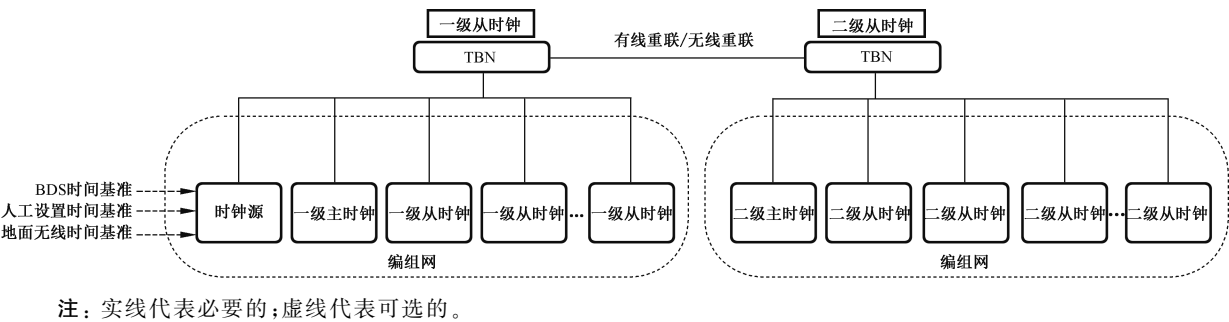 一级从时钟
二级从时钟
TBN
有线重联/无线重联
TBN
BDS时间基准
人工设置时间基准
地面无线时间基准
时钟源
一级主时钟
一级从时钟
一级从时钟
...
一级从时钟
编组网
二级主时钟
二级从时钟
二级从时钟
二级从时钟
...
二级从时钟
编组网
注：实线代表必要的;虚线代表可选的。